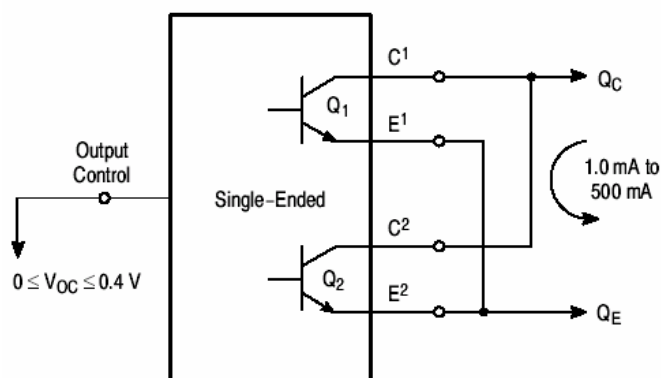 C1
Q1
E1
QC
Output
Control
Single-Ended
1.0 mA to
500 mA
0 ≤ VOC ≤ 0.4 V
C2
Q2
E2
QE